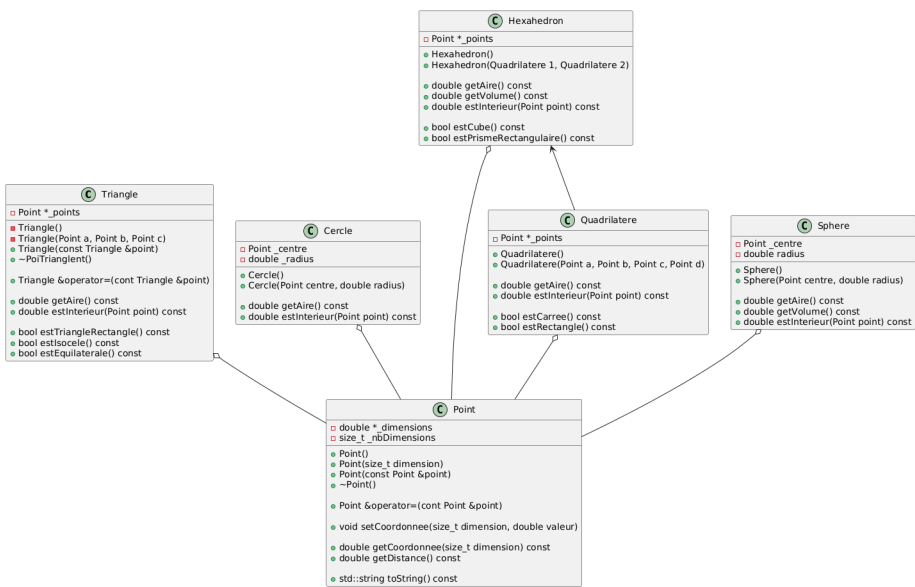 C Hexahedron
Point *_points
Hexahedron()
Hexahedron(Quadrilatere 1, Quadrilatere 2)
double getAire() const
double getVolume() const
double estInterieur(Point point) const
bool estCube() const
bool estPrismeRectangulaire() const
C Triangle
Point *_points
Triangle()
Triangle(Point a, Point b, Point c)
Triangle(const Triangle &point)
~PoiTrianglent()
Triangle &operator=(cont Triangle &point)
double getAire() const
double estInterieur(Point point) const
bool estTriangleRectangle() const
bool estIsocele() const
bool estEquilaterale() const
C Cercle
Point _centre
double _radius
Cercle()
Cercle(Point centre, double radius)
double getAire() const
double estInterieur(Point point) const
C Quadrilatere
Point *_points
Quadrilatere()
Quadrilatere(Point a, Point b, Point c, Point d)
double getAire() const
double estInterieur(Point point) const
bool estCarree() const
bool estRectangle() const
C Sphere
Point _centre
double radius
Sphere()
Sphere(Point centre, double radius)
double getAire() const
double getVolume() const
double estInterieur(Point point) const
C Point
double *_dimensions
size_t _nbDimensions
Point()
Point(size_t dimension)
Point(const Point &point)
~Point()
Point &operator=(cont Point &point)
void setCoordonnee(size_t dimension, double valeur)
double getCoordonnee(size_t dimension) const
double getDistance() const
std::string toString() const